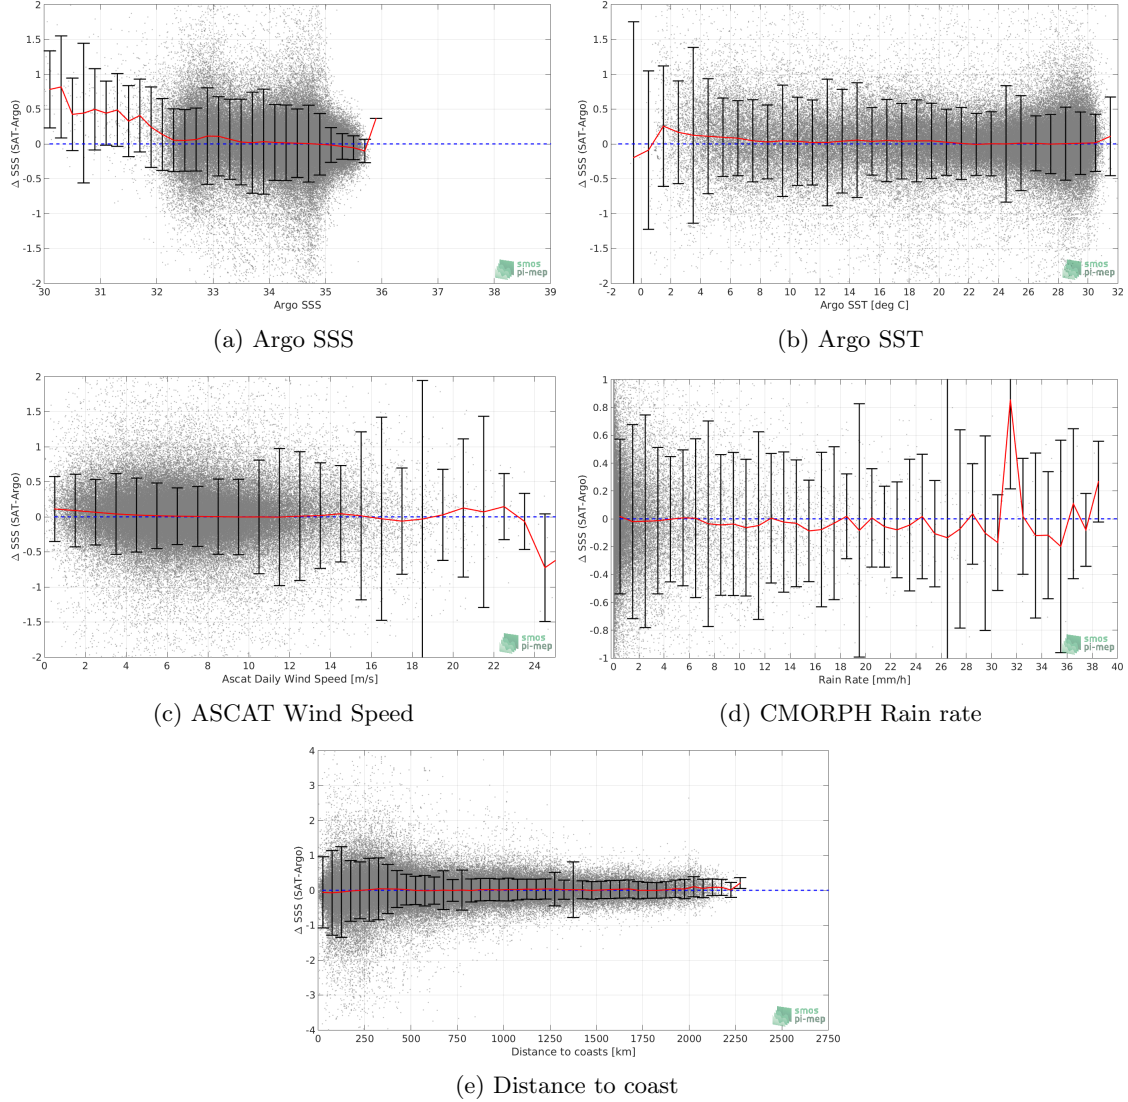 2
1.5
1
0.5
0
-0.5
-1
-1.5
-2
Δ SSS (SAT-Argo)
30 31 32 33 34 35 36 37 38 39
Argo SSS
smos
pi-mep
(a) Argo SSS
2
1.5
1
0.5
0
-0.5
-1
-1.5
-2
Δ SSS (SAT-Argo)
-2 0 2 4 6 8 10 12 14 16 18 20 22 24 26 28 30 32
Argo SST [deg C]
smos
pi-mep
(b) Argo SST
2
1.5
1
0.5
0
-0.5
-1
-1.5
-2
Δ SSS (SAT-Argo)
0 2 4 6 8 10 12 14 16 18 20 22 24
Ascat Daily Wind Speed [m/s]
smos
pi-mep
(c) ASCAT Wind Speed
1
0.8
0.6
0.4
0.2
0
-0.2
-0.4
-0.6
-0.8
-1
Δ SSS (SAT-Argo)
0 2 4 6 8 10 12 14 16 18 20 22 24 26 28 30 32 34 36 38 40
Rain Rate [mm/h]
smos
pi-mep
(d) CMORPH Rain rate
4
3
2
1
0
-1
-2
-3
-4
Δ SSS (SAT-Argo)
0 250 500 750 1000 1250 1500 1750 2000 2250 2500 2750
Distance to coasts [km]
smos
pi-mep
(e) Distance to coast